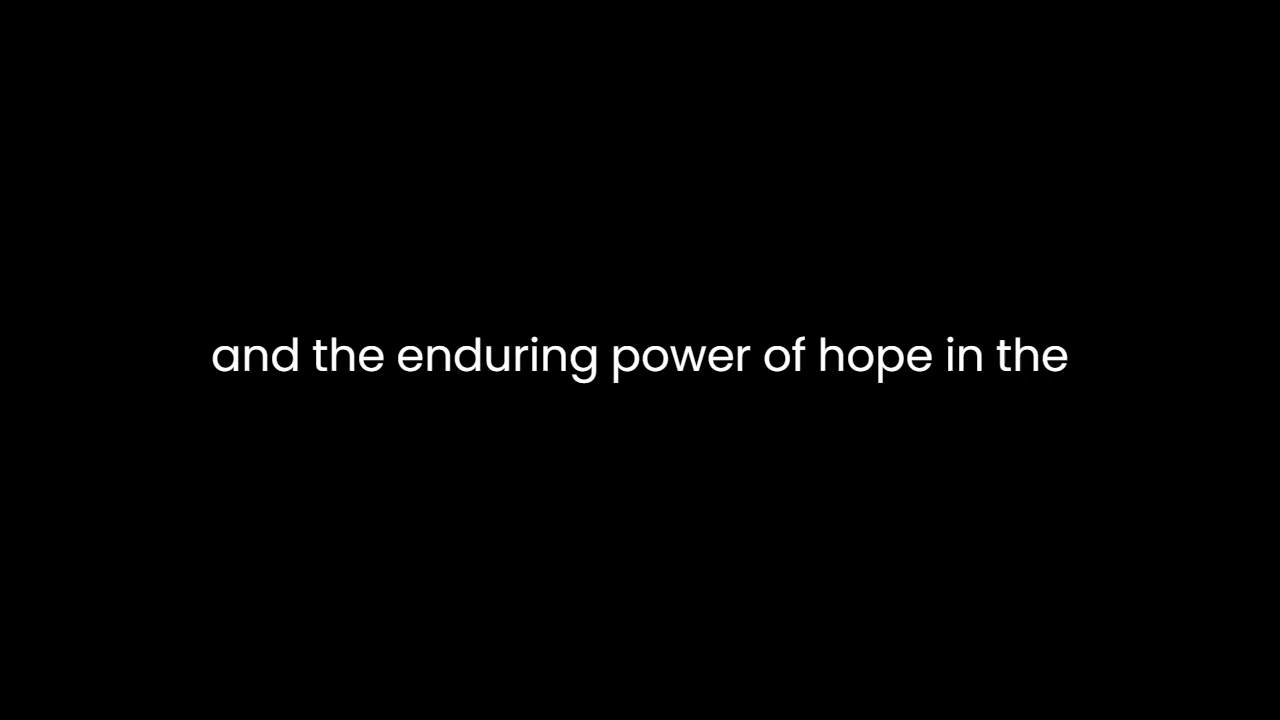 and the enduring power of hope in the